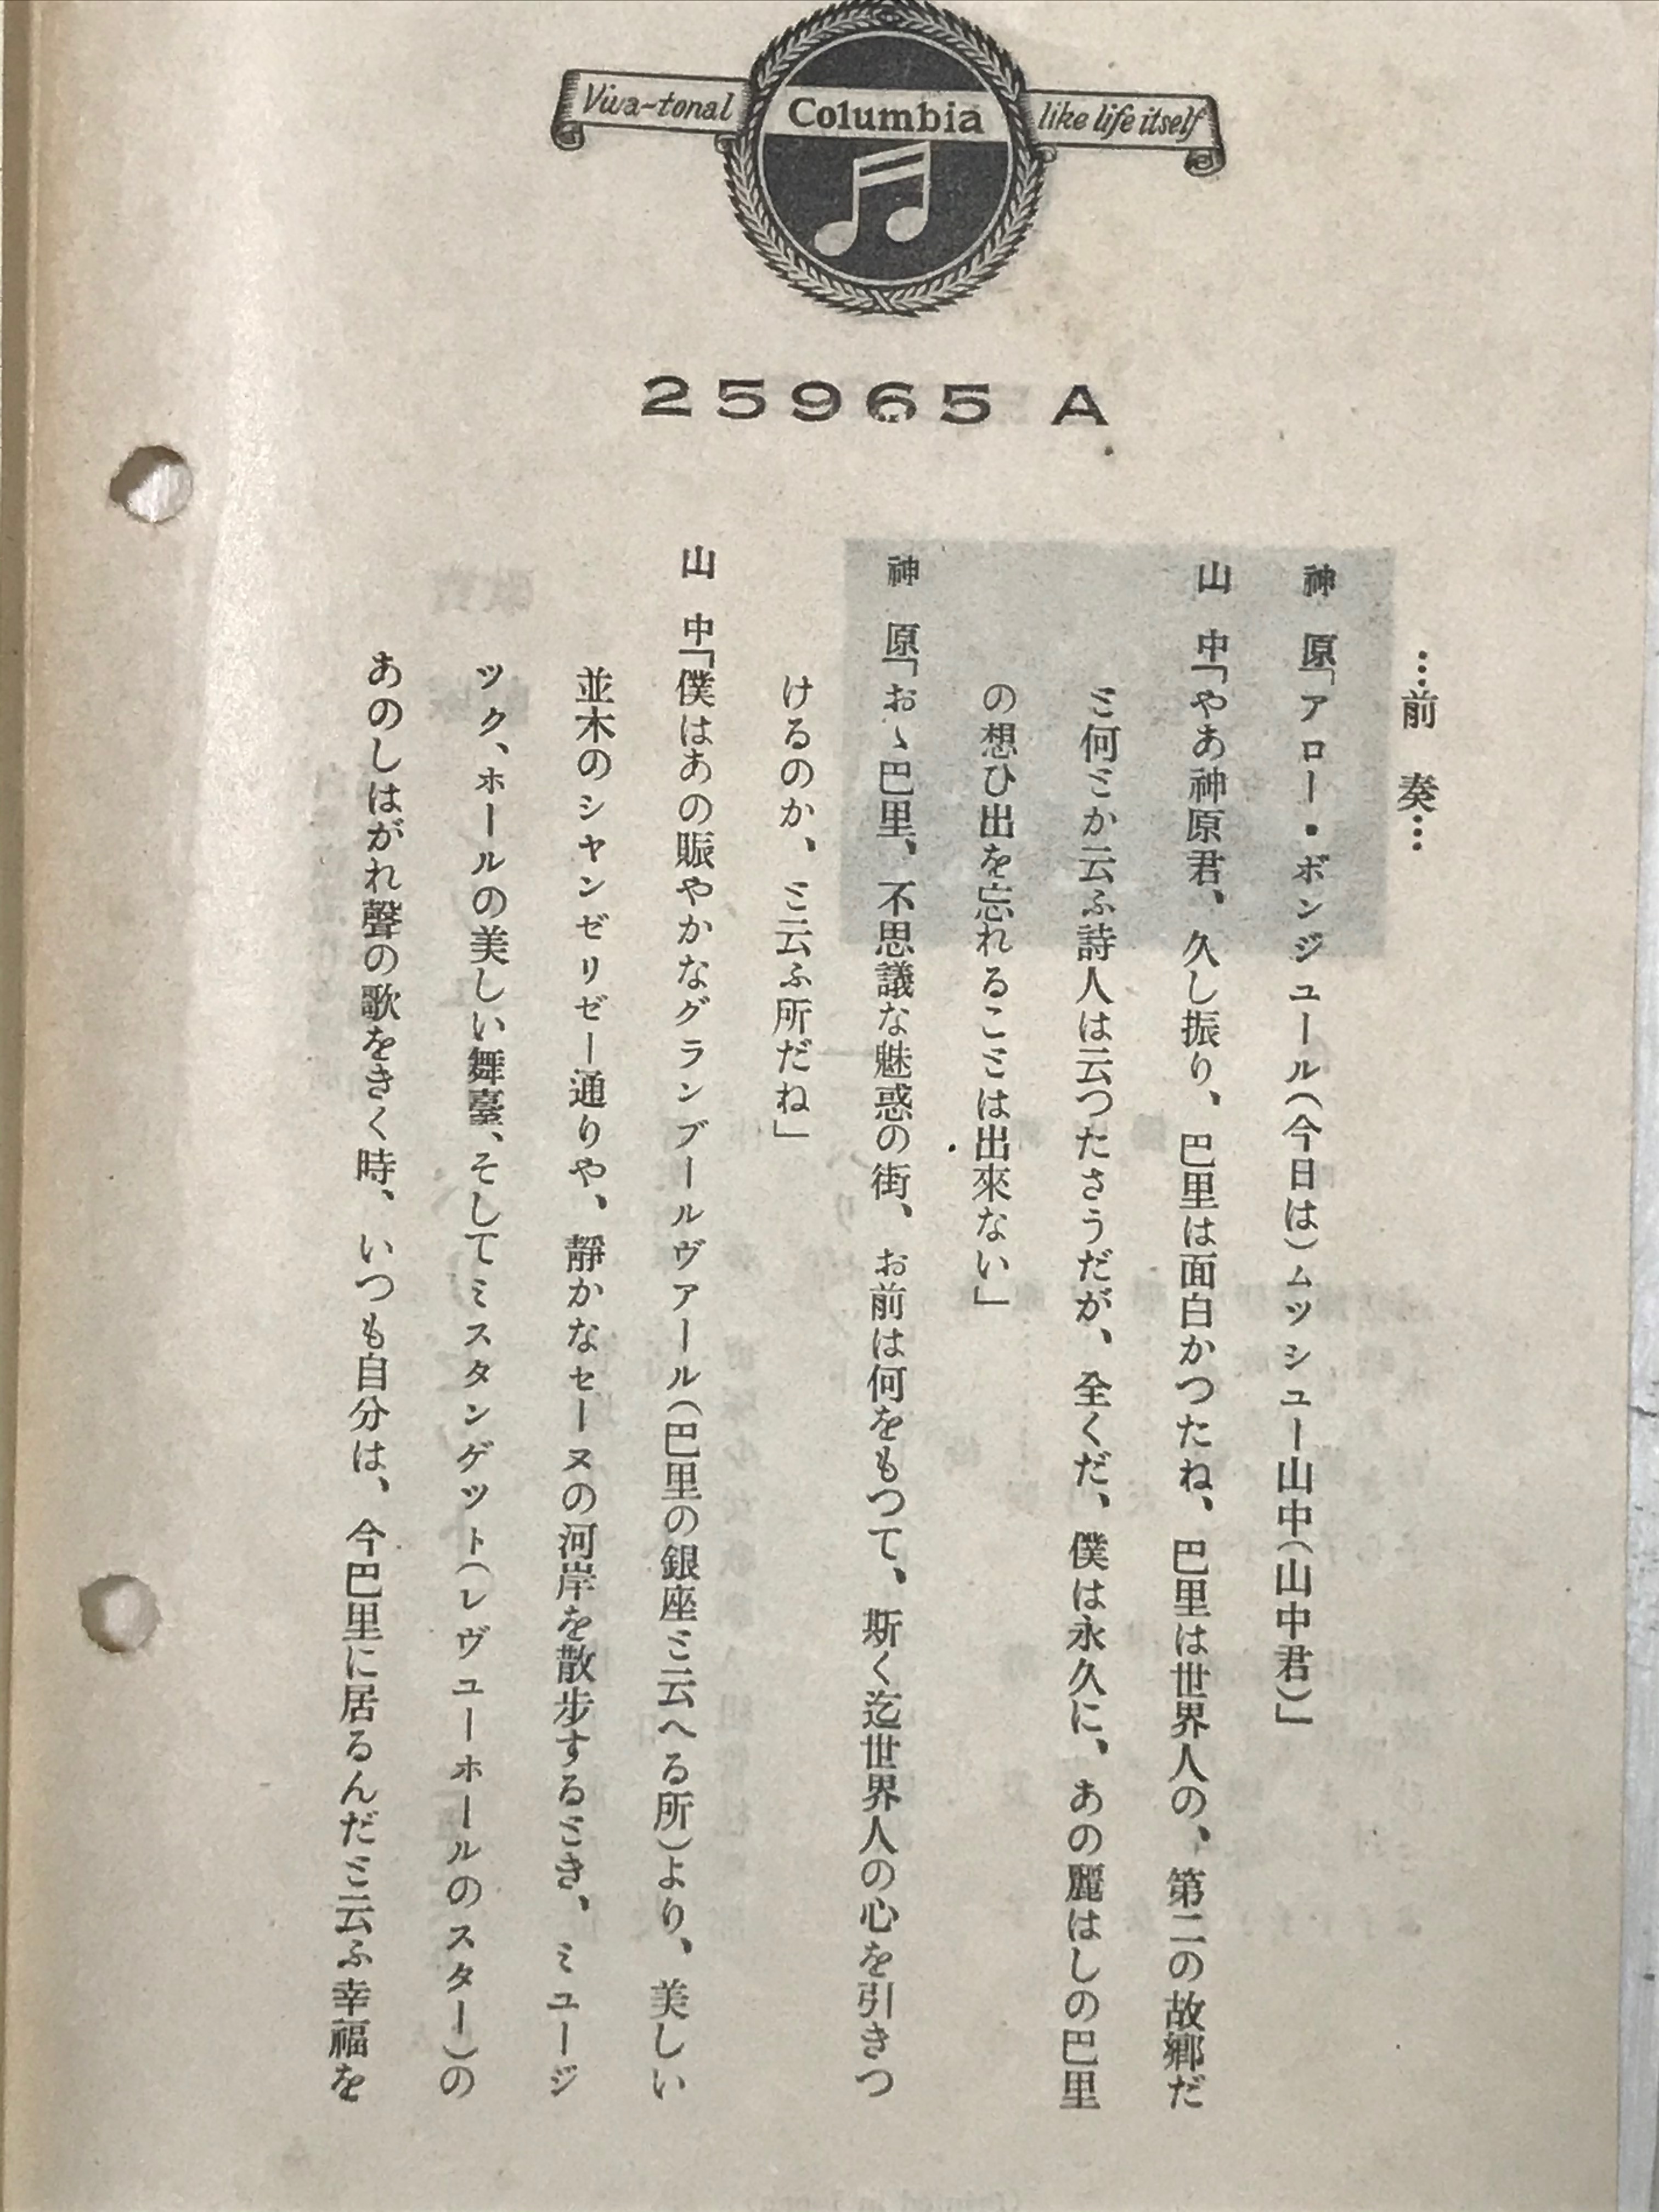 Viva-tonal Columbia like life itself
25965 A
…前　奏…
神　原「アロー・ボンジユール(今日は)ムツシユー山中(山中君)」
山　中「やあ神原君、久し振り、巴里は面白かつたね、巴里は世界人の、第二の故郷だ
ミ何ミか云ふ詩人は云つたさうだが、全くだ、僕は永久に、あの麗はしの巴里
の想ひ出を忘れるこミは出來ない」
神　原「おゝ巴里、不思議な魅惑の街、お前は何をもつて、斯く迄世界人の心を引きつ
けるのか、ミ云ふ所だね」
山　中「僕はあの賑やかなグランブールヴァール(巴里の銀座ミ云へる所)より、美しい
並木のシヤンゼリゼー通りや、靜かなセーヌの河岸を散歩するミき、ミユージ
ツク、ホールの美しい舞臺、そしてミスタンゲツト(レヴユーホールのスター)の
あのしはがれ聲の歌をきく時、いつも自分は、今巴里に居るんだミ云ふ幸福を